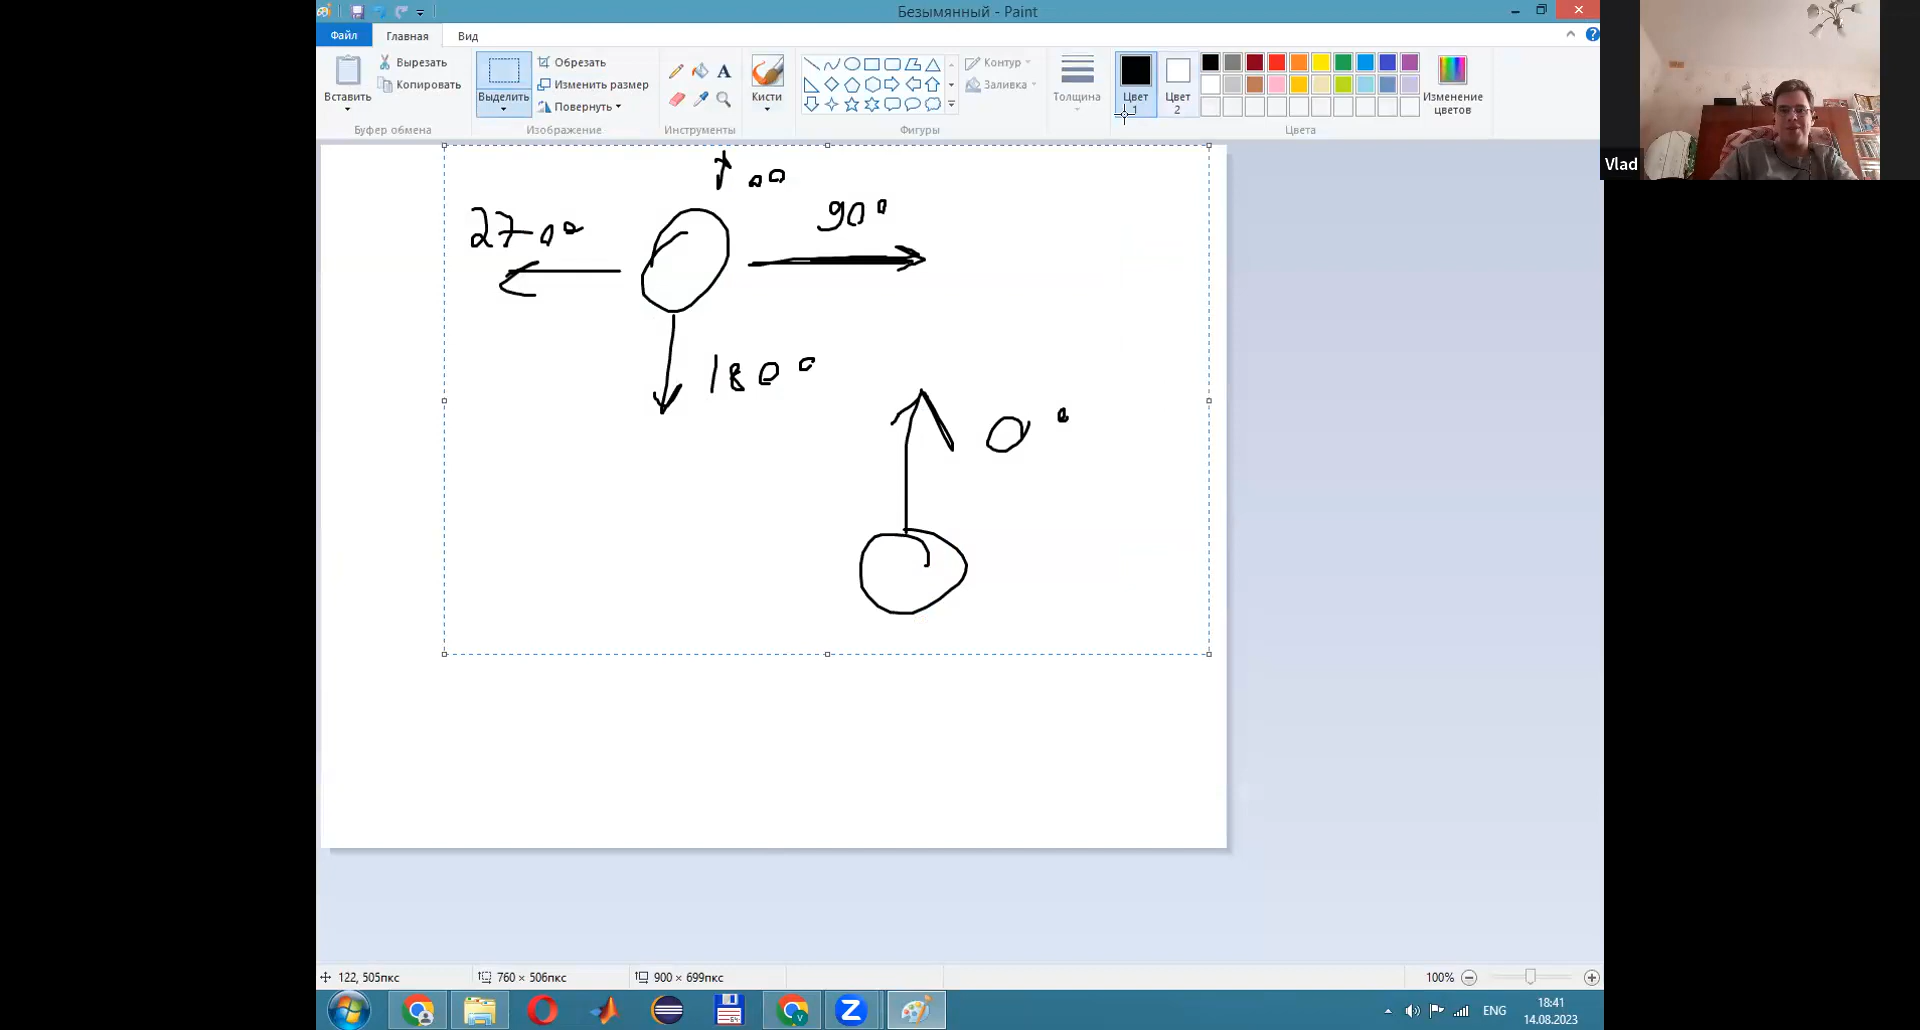 Безымянный - Paint
Файл
Главная
Вид
Вставить
Вырезать
Копировать
Буфер обмена
Выделить
Обрезать
Изменить размер
Повернуть
Изображение
A
Инструменты
Кисти
Фигуры
Контур
Заливка
Толщина
Цвет 1
Цвет 2
Изменение цветов
Цвета
Vlad
0°
270°
90°
180°
0°
122, 505пкс
760 × 506пкс
900 × 699пкс
100%
ENG
18:41
14.08.2023